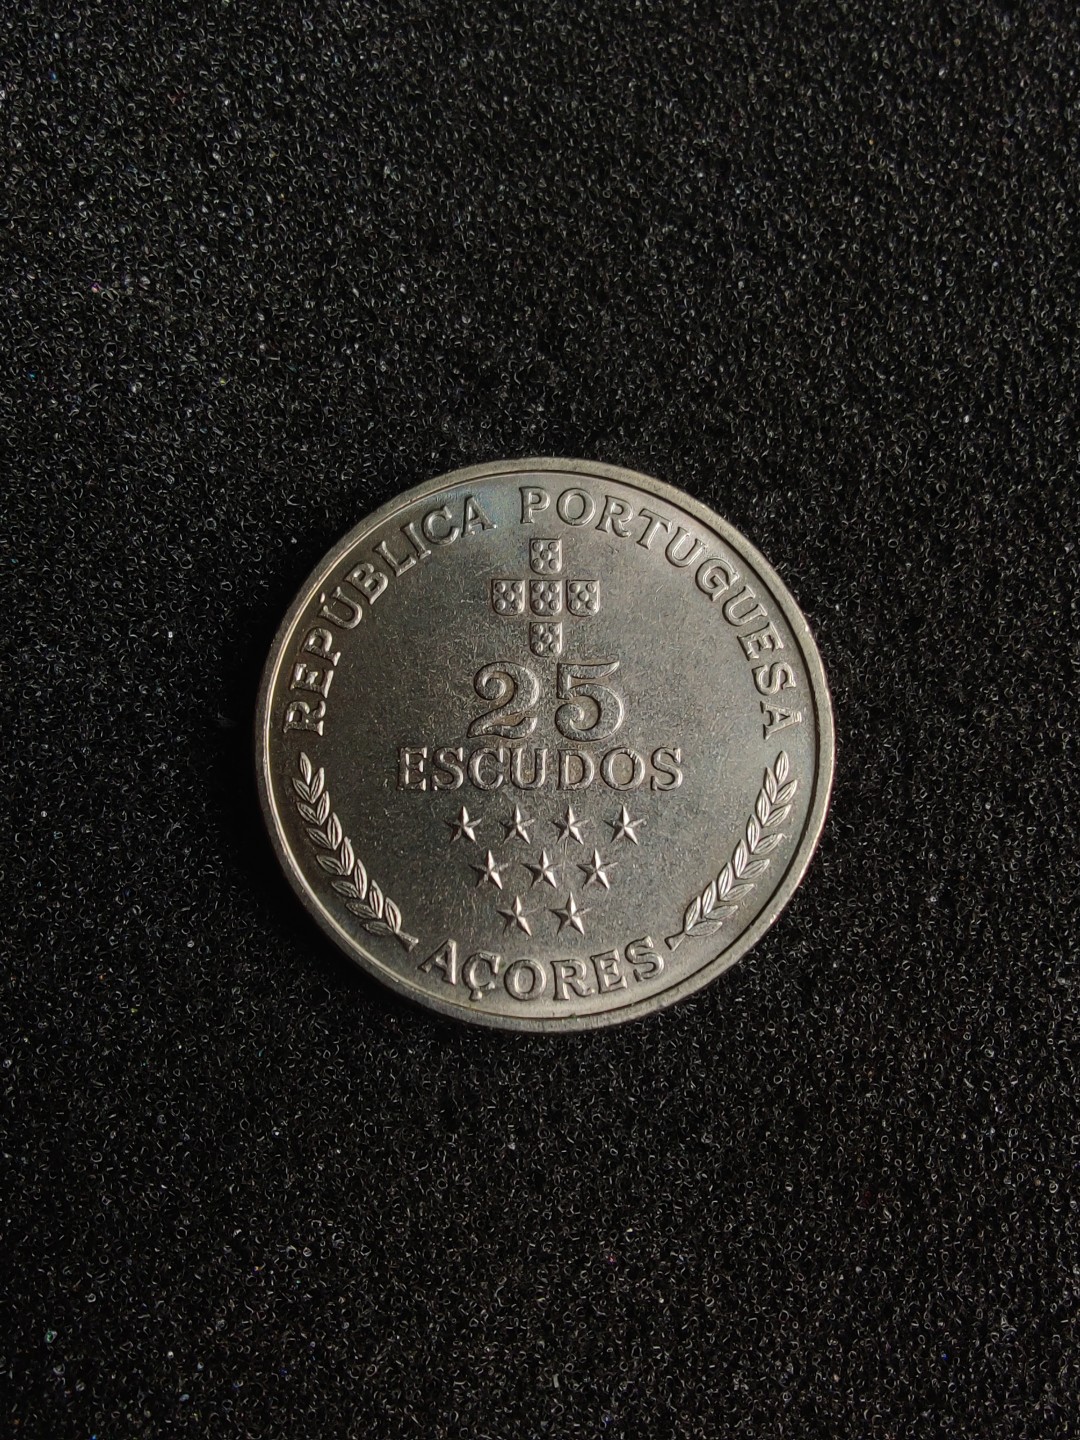 REPÚBLICA PORTUGUESA
25
ESCUDOS
AÇORES